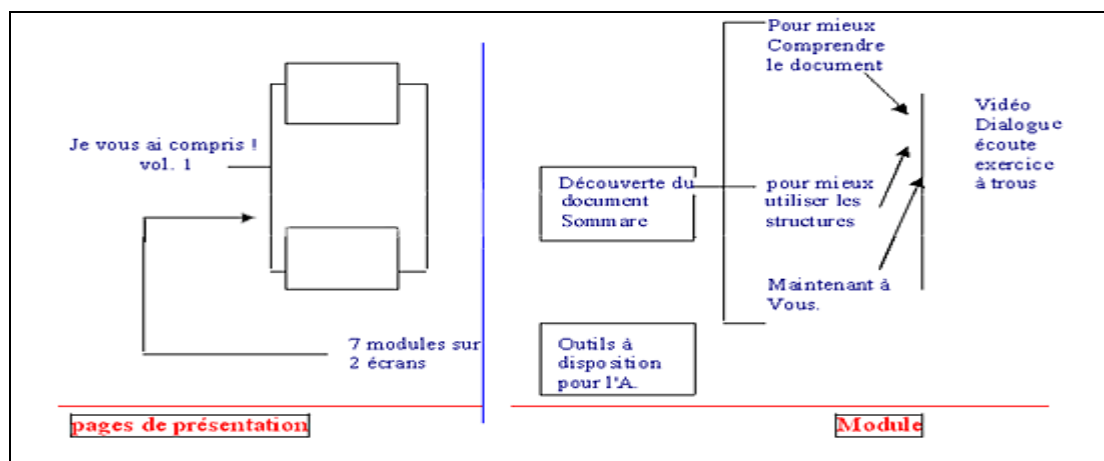 Je vous ai compris !
vol. 1
7 modules sur
2 écrans
pages de présentation
Pour mieux
Comprendre
le document
Découverte du
document
Sommare
pour mieux
utiliser les
structures
Maintenant à
Vous.
Vidéo
Dialogue
écoute
exercice
à trous
Outils à
disposition
pour l'A.
Module